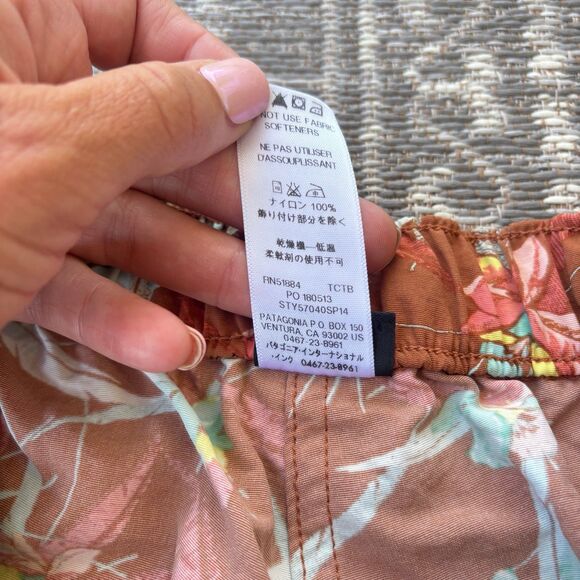 NOT USE FABRIC
SOFTENERS
NE PAS UTILISER
D'ASSOUPLISSANT
ナイロン 100%
飾り付け部分を除く
乾燥機—低温
柔軟剤の使用は不可
RN51884 TCTB
PO 180513
STY57040SP14
PATAGONIA P.O. BOX 150
VENTURA, CA 93002 USA
0467-23-8961
パタゴニア・インターナショナル
・インク 0467-23-8961